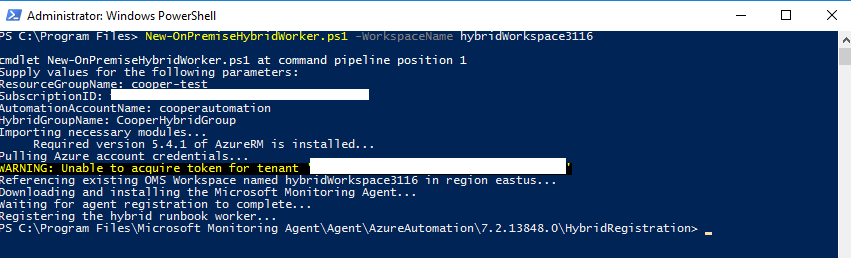 Administrator: Windows PowerShell
PS C:\Program Files> New-OnPremiseHybridWorker.ps1 -WorkspaceName hybridWorkspace3116
cmdlet New-OnPremiseHybridWorker.ps1 at command pipeline position 1
Supply values for the following parameters:
ResourceGroupName: cooper-test
SubscriptionID:
AutomationAccountName: cooperautomation
HybridGroupName: CooperHybridGroup
Importing necessary modules...
Required version 5.4.1 of AzureRM is installed...
Pulling Azure account credentials...
WARNING: Unable to acquire token for tenant ' '
Referencing existing OMS Workspace named hybridWorkspace3116 in region eastus...
Downloading and installing the Microsoft Monitoring Agent...
Waiting for agent registration to complete...
Registering the hybrid runbook worker...
PS C:\Program Files\Microsoft Monitoring Agent\Agent\AzureAutomation\7.2.13848.0\HybridRegistration> _